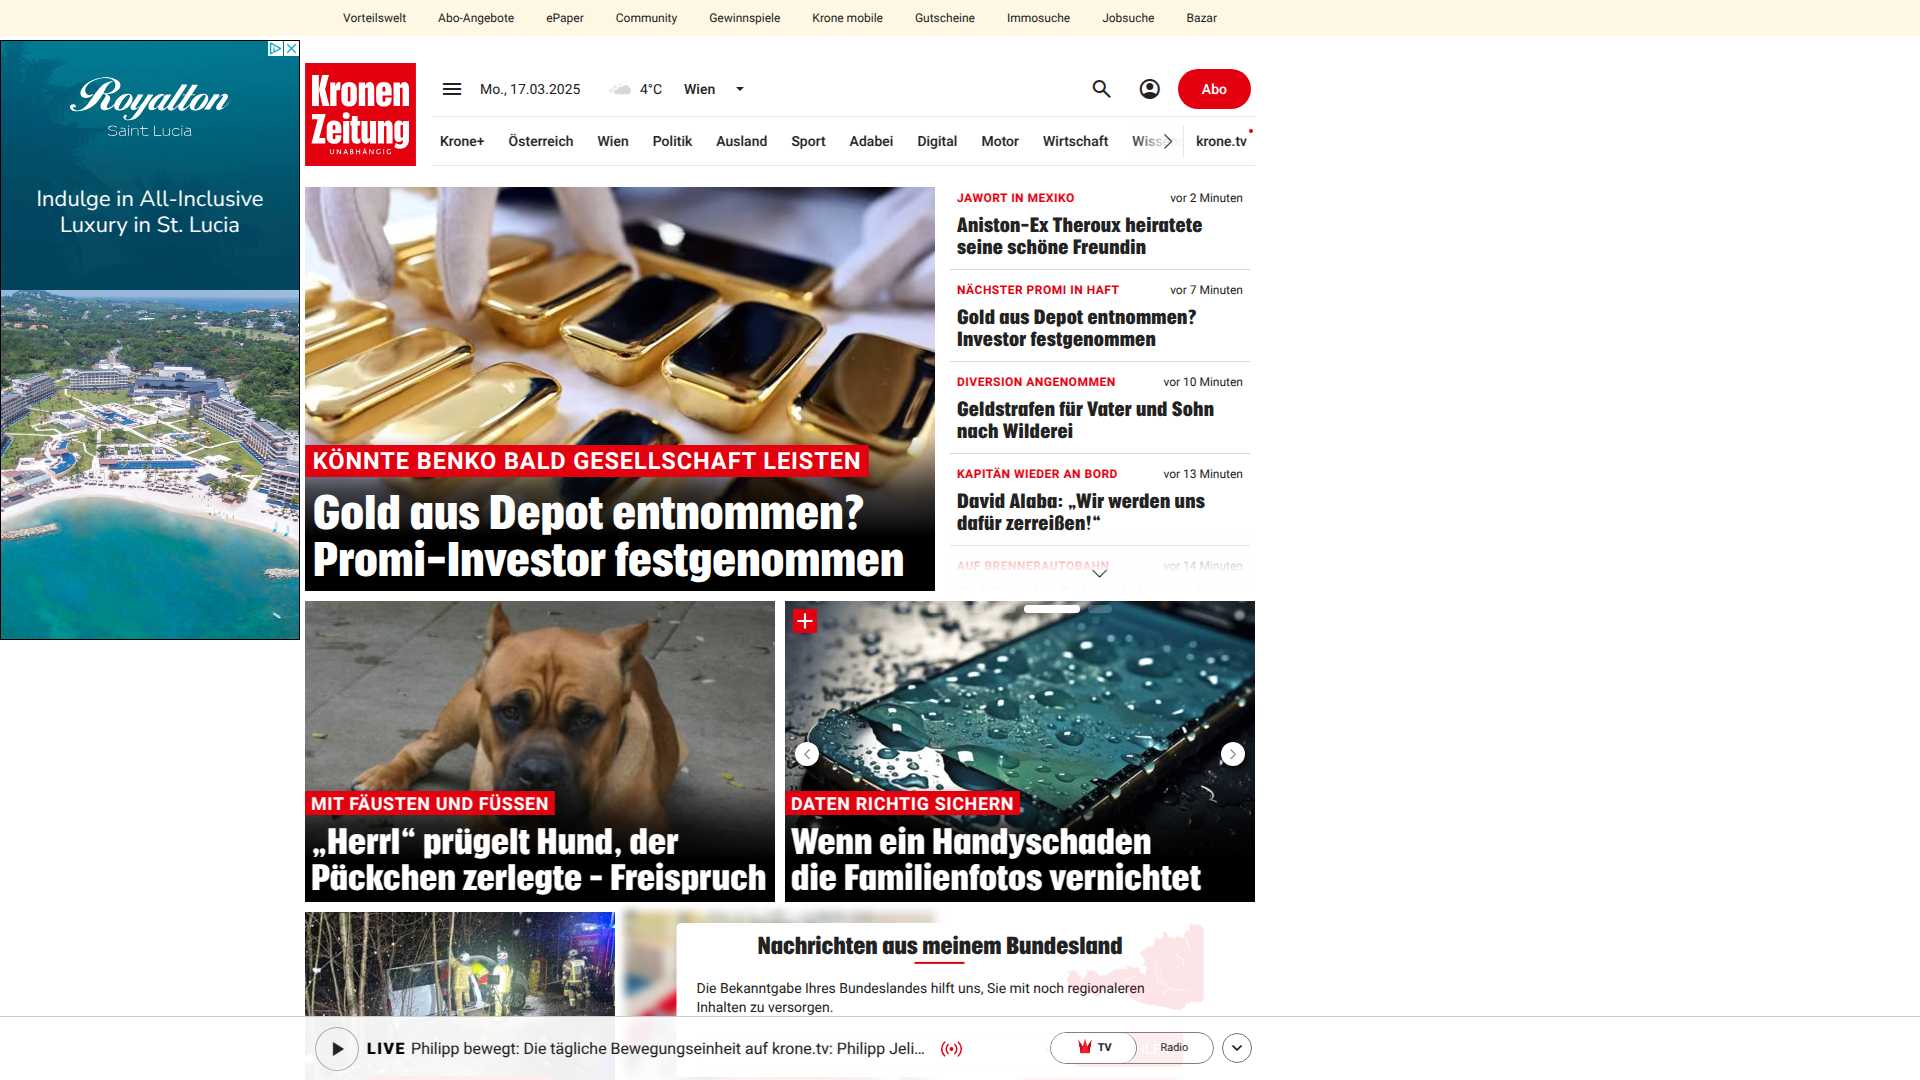 Vorteilswelt Abo-Angebote ePaper Community Gewinnspiele Krone mobile Gutscheine Immosuche Jobsuche Bazar
Royalton
Saint Lucia
Indulge in All-Inclusive
Luxury in St. Lucia
Kronen
Zeitung
UNABHÄNGIG
Mo., 17.03.2025 4°C Wien
Abo
Krone+ Österreich Wien Politik Ausland Sport Adabei Digital Motor Wirtschaft krone.tv
KÖNNTE BENKO BALD GESELLSCHAFT LEISTEN
Gold aus Depot entnommen?
Promi-Investor festgenommen
JAWORT IN MEXIKO vor 2 Minuten
Aniston-Ex Theroux heiratete
seine schöne Freundin
NÄCHSTER PROMI IN HAFT vor 7 Minuten
Gold aus Depot entnommen?
Investor festgenommen
DIVERSION ANGENOMMEN vor 10 Minuten
Geldstrafen für Vater und Sohn
nach Wilderei
KAPITÄN WIEDER AN BORD vor 13 Minuten
David Alaba: „Wir werden uns
dafür zerreißen!“
AUF BRENNERAUTOBAHN vor 14 Minuten
MIT FÄUSTEN UND FÜSSEN
„Herrl“ prügelt Hund, der
Päckchen zerlegte – Freispruch
DATEN RICHTIG SICHERN
Wenn ein Handyschaden
die Familienfotos vernichtet
Nachrichten aus meinem Bundesland
Die Bekanntgabe Ihres Bundeslandes hilft uns, Sie mit noch regionaleren
Inhalten zu versorgen.
LIVE Philipp bewegt: Die tägliche Bewegungseinheit auf krone.tv: Philipp Jeli...
TV Radio